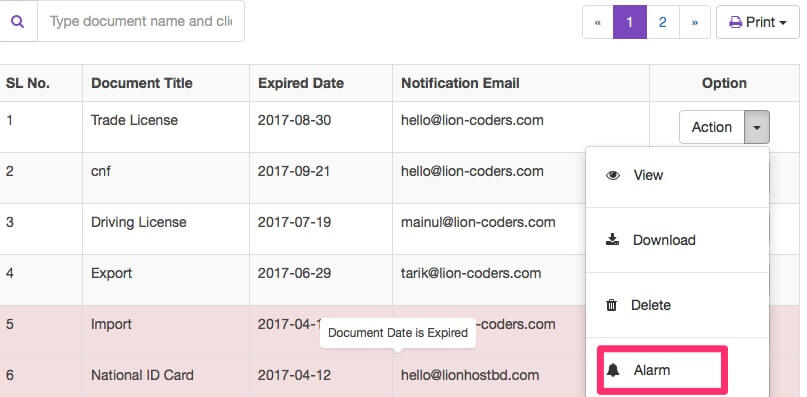 Type document name and clic
« 1 2 » Print
SL No. Document Title Expired Date Notification Email Option
1 Trade License 2017-08-30 hello@lion-coders.com Action
2 cnf 2017-09-21 hello@lion-coders.com
View
3 Driving License 2017-07-19 mainul@lion-coders.com
Download
4 Export 2017-06-29 tarik@lion-coders.com
Delete
5 Import 2017-04-1 -coders.com
Document Date is Expired
6 National ID Card 2017-04-12 hello@lionhostbd.com
Alarm